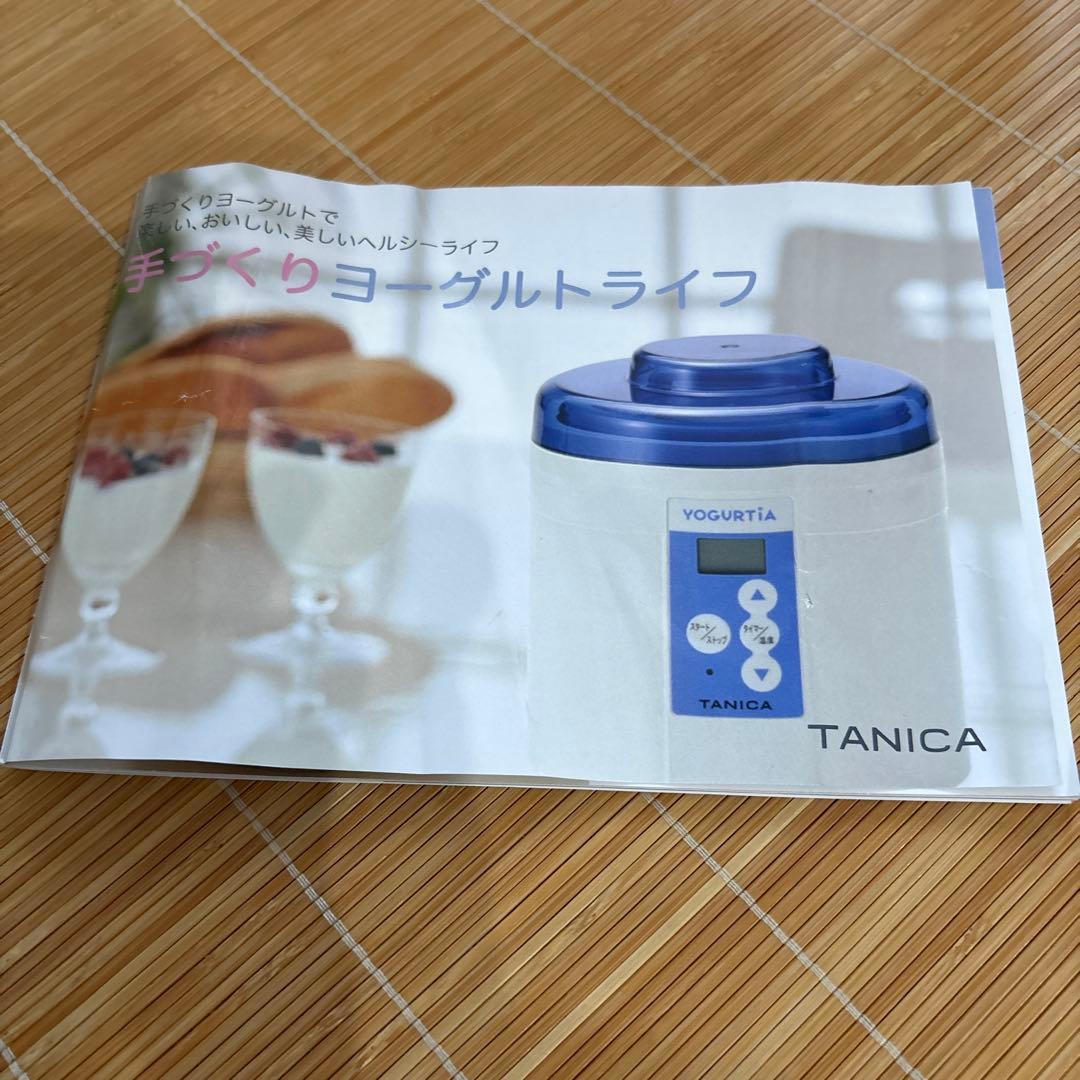 手づくりヨーグルトで
楽しい、おいしい、美しいヘルシーライフ
手づくりヨーグルトライフ
YOGURTiA
スタート/ストップ
タイマー/温度
TANICA
TANICA